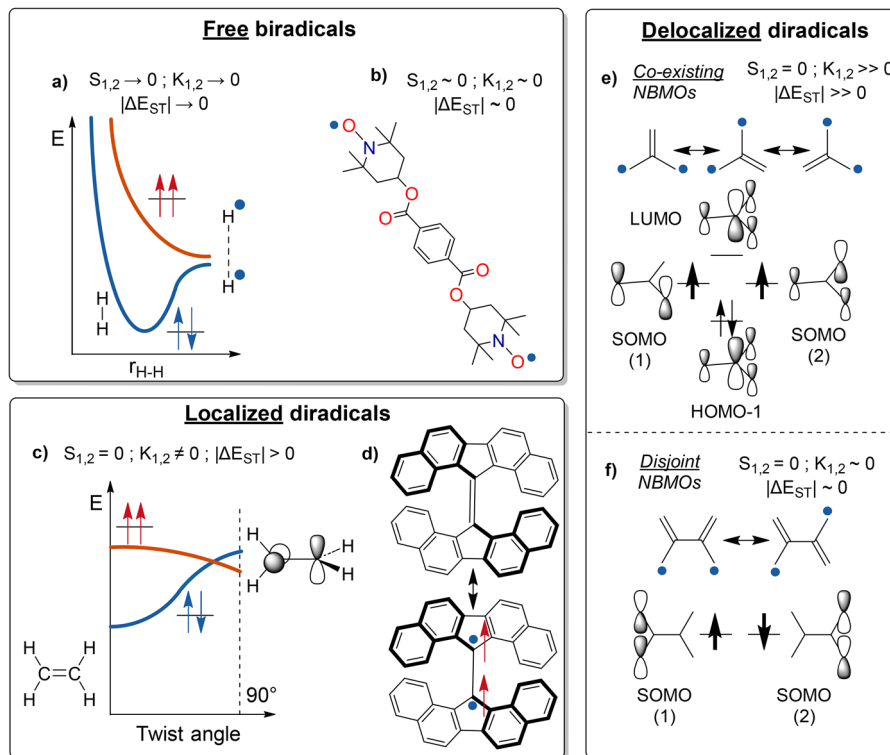 Free biradicals
a) S1,2 → 0 ; K1,2 → 0
|ΔEST| → 0
E
H
H
H
H
rH-H
b) S1,2 ~ 0 ; K1,2 ~ 0
|ΔEST| ~ 0
O
N
O
O
O
O
N
O
Localized diradicals
c) S1,2 = 0 ; K1,2 ≠ 0 ; |ΔEST| > 0
E
H
H
H
H
H
H
C=C
H
H
90°
Twist angle
d)
Delocalized diradicals
e) Co-existing
NBMOs
S1,2 = 0 ; K1,2 >> 0
|ΔEST| >> 0
LUMO
SOMO
(1)
SOMO
(2)
HOMO-1
f) Disjoint
NBMOs
S1,2 = 0 ; K1,2 ~ 0
|ΔEST| ~ 0
SOMO
(1)
SOMO
(2)